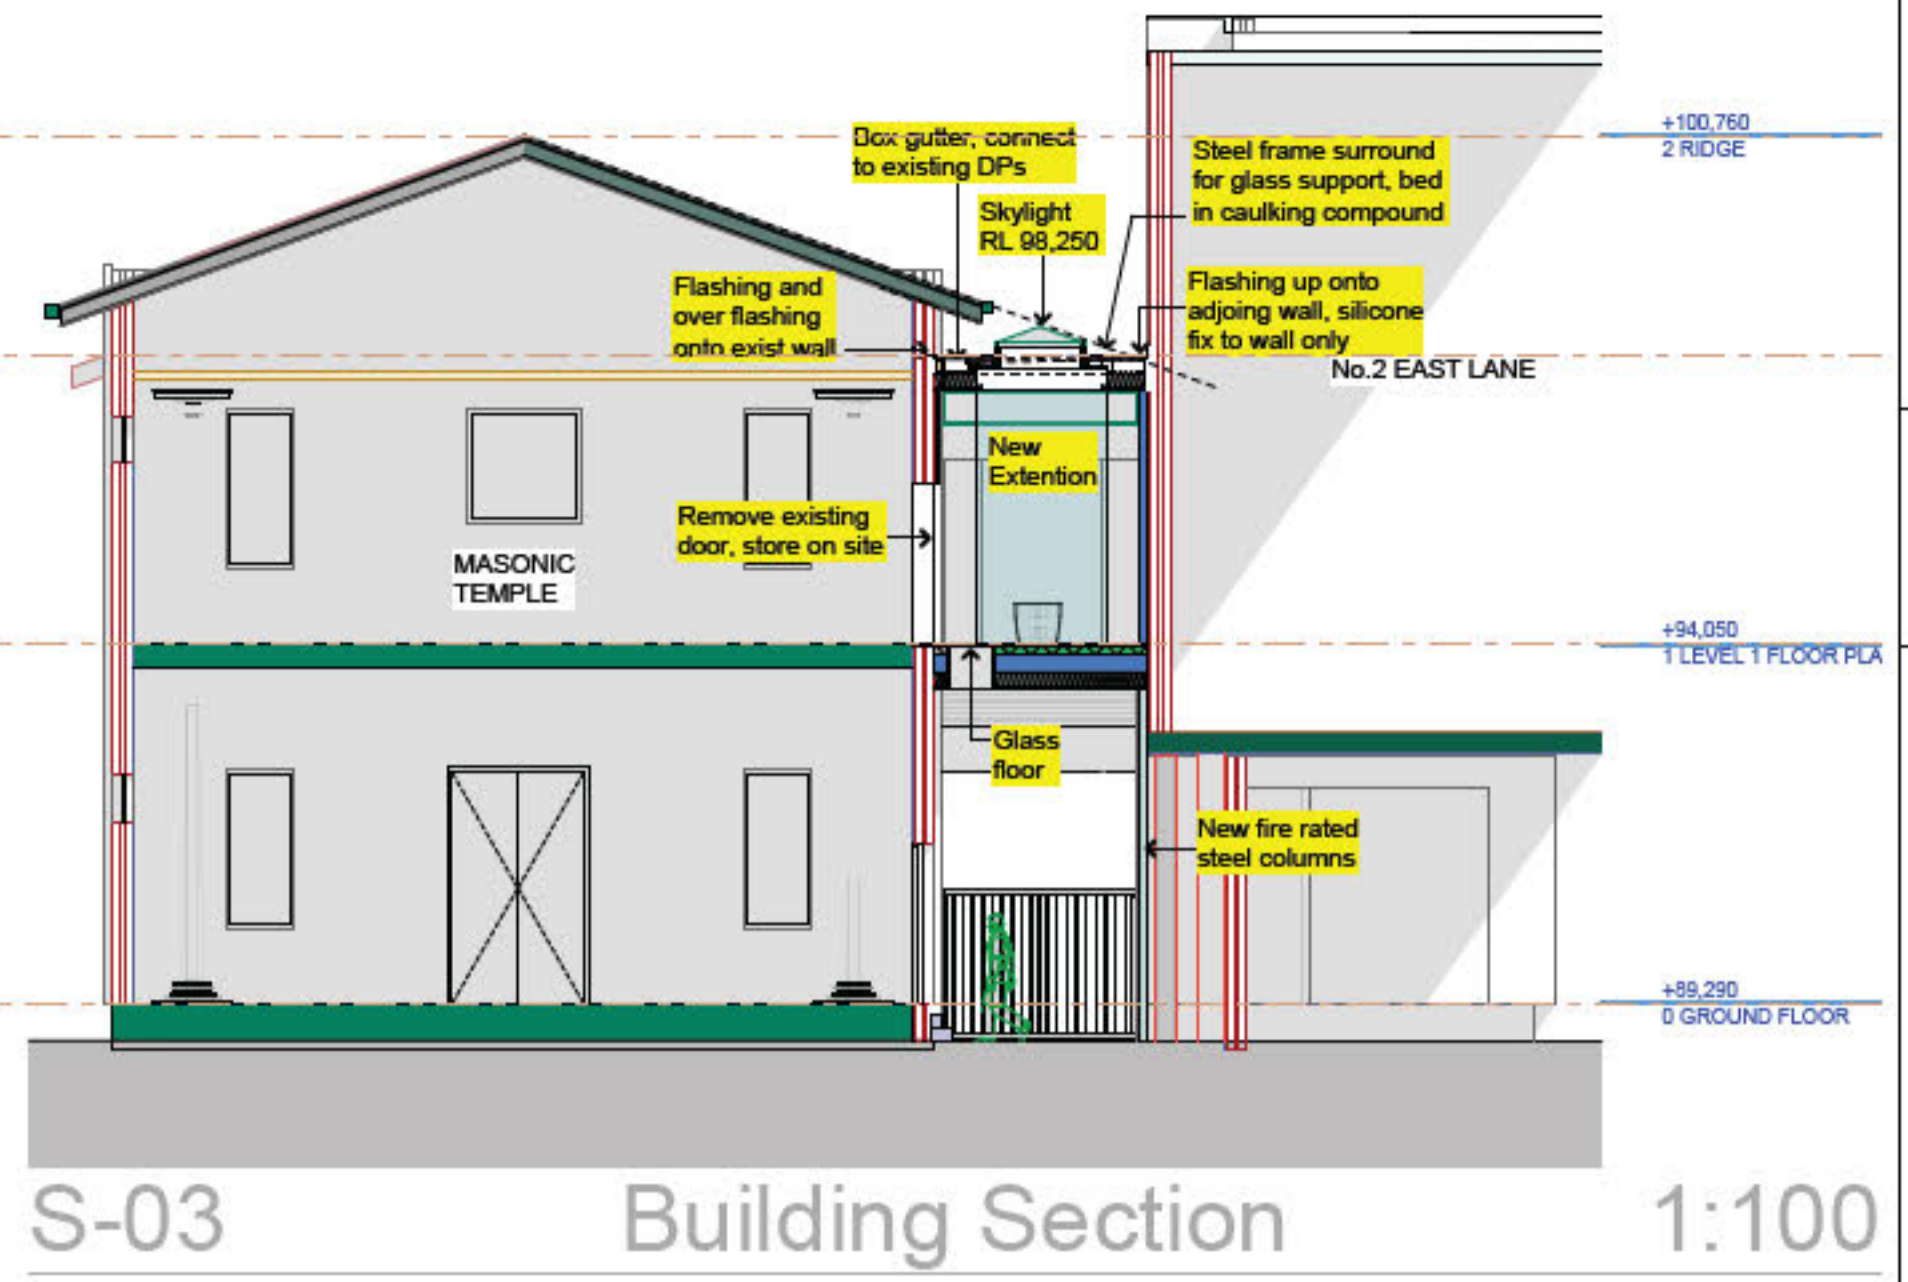 +100,760
2 RIDGE
Box gutter, connect
to existing DPs
Steel frame surround
for glass support, bed
in caulking compound
Skylight
RL 98,250
Flashing and
over flashing
onto exist wall
Flashing up onto
adjoing wall, silicone
fix to wall only
No.2 EAST LANE
New
Extention
Remove existing
door, store on site
MASONIC
TEMPLE
+94,050
1 LEVEL 1 FLOOR PLA
Glass
floor
New fire rated
steel columns
+89,290
0 GROUND FLOOR
S-03 Building Section 1:100